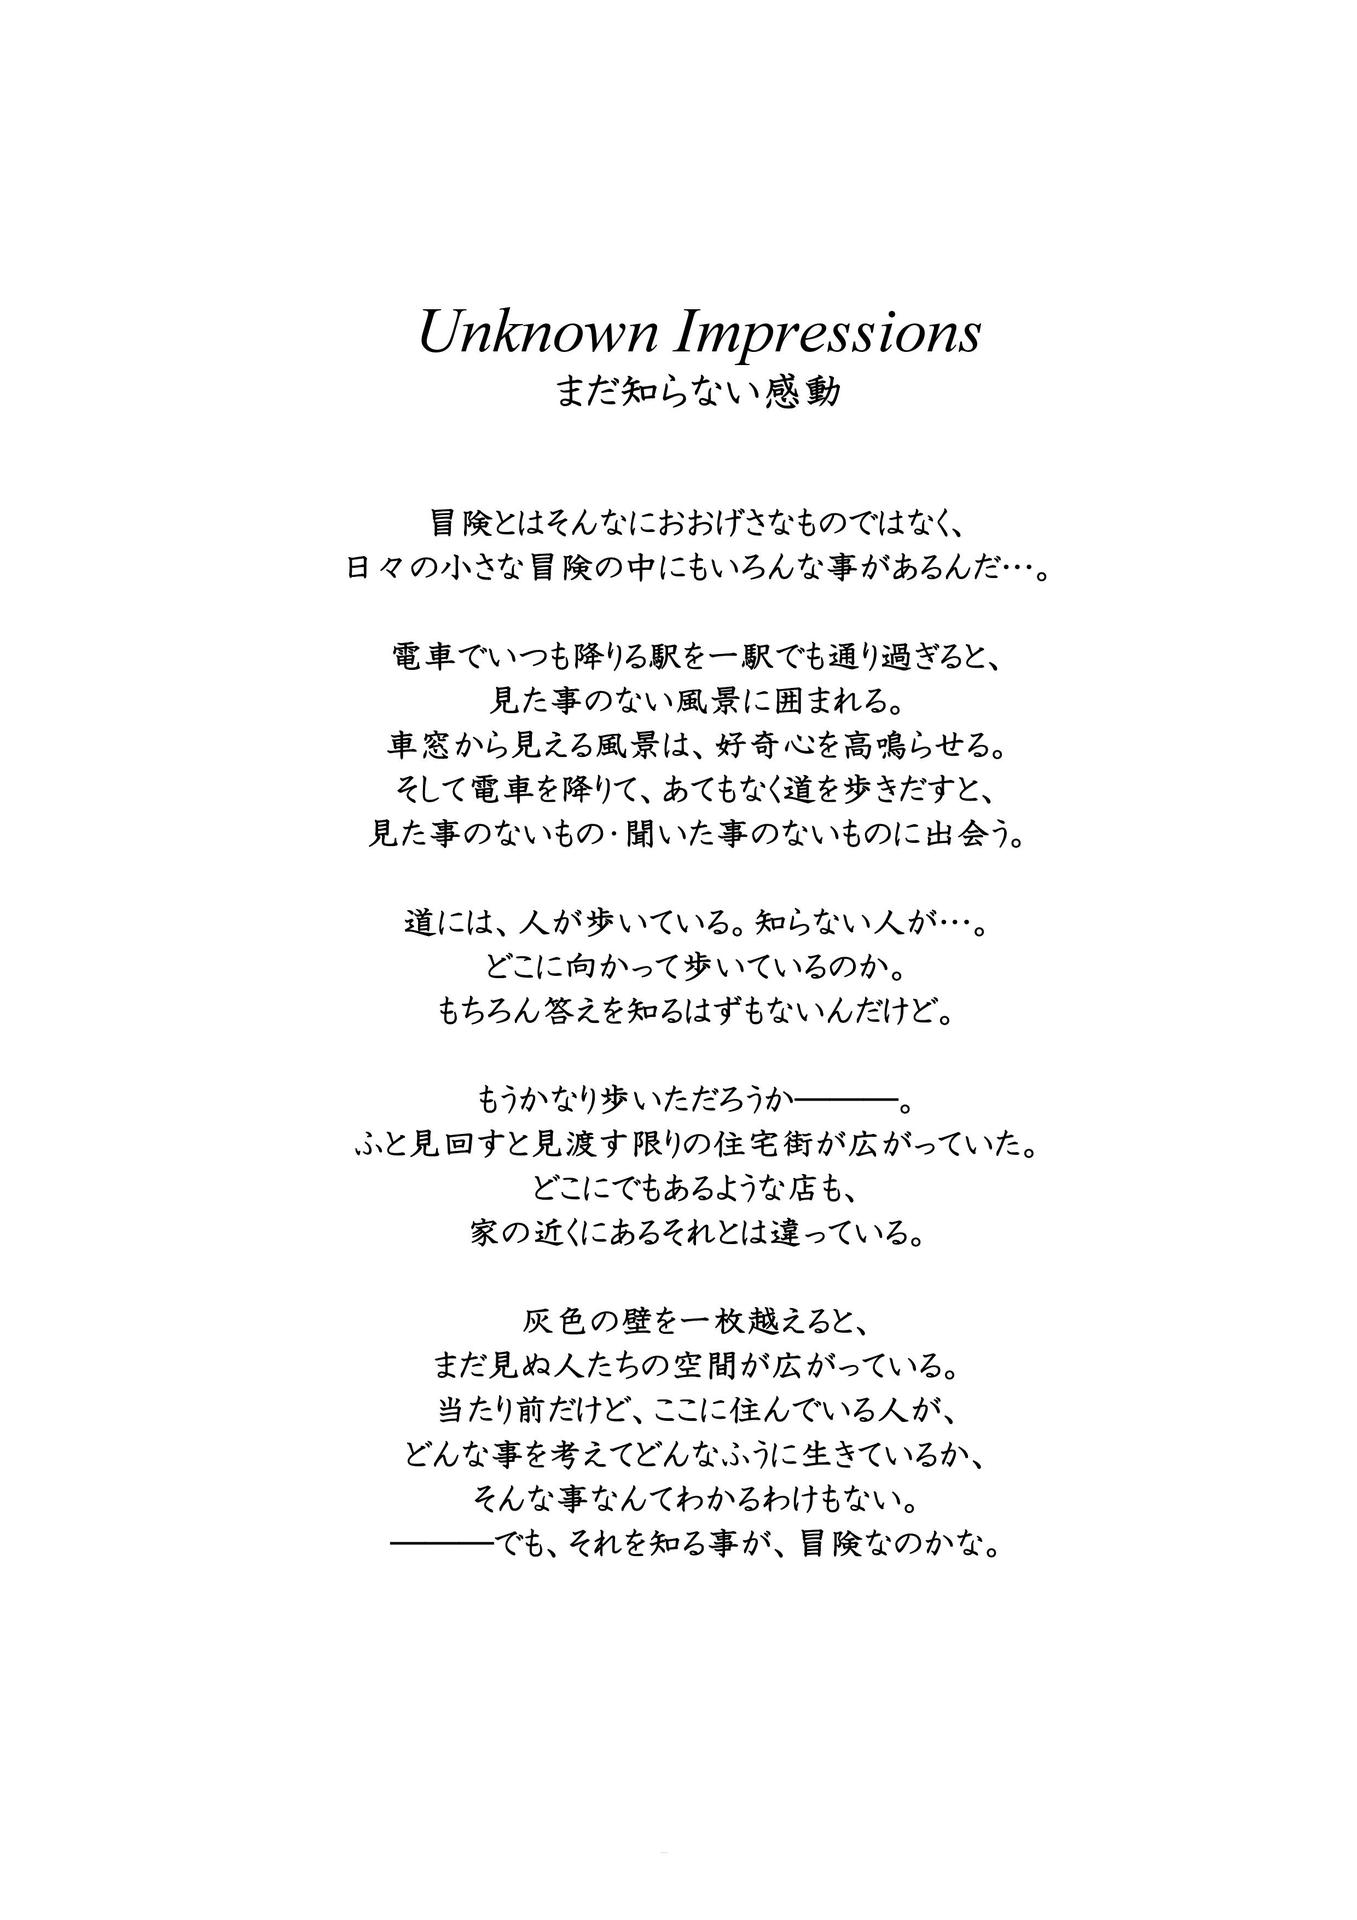 Unknown Impressions
まだ知らない感動
冒険とはそんなにおおげさなものではなく、
日々の小さな冒険の中にもいろんな事があるんだ…。
電車でいつも降りる駅を一駅でも通り過ぎると、
見た事のない風景に囲まれる。
車窓から見える風景は、好奇心を高鳴らせる。
そして電車を降りて、あてもなく道を歩きだすと、
見た事のないもの・聞いた事のないものに出会う。
道には、人が歩いている。知らない人が…。
どこに向かって歩いているのか。
もちろん答えを知るはずもないんだけど。
もうかなり歩いただろうか―――。
ふと見回すと見渡す限りの住宅街が広がっていた。
どこにでもあるような店も、
家の近くにあるそれとは違っている。
灰色の壁を一枚越えると、
まだ見ぬ人たちの空間が広がっている。
当たり前だけど、ここに住んでいる人が、
どんな事を考えてどんなふうに生きているか、
そんな事なんてわかるわけもない。
―――でも、それを知る事が、冒険なのかな。